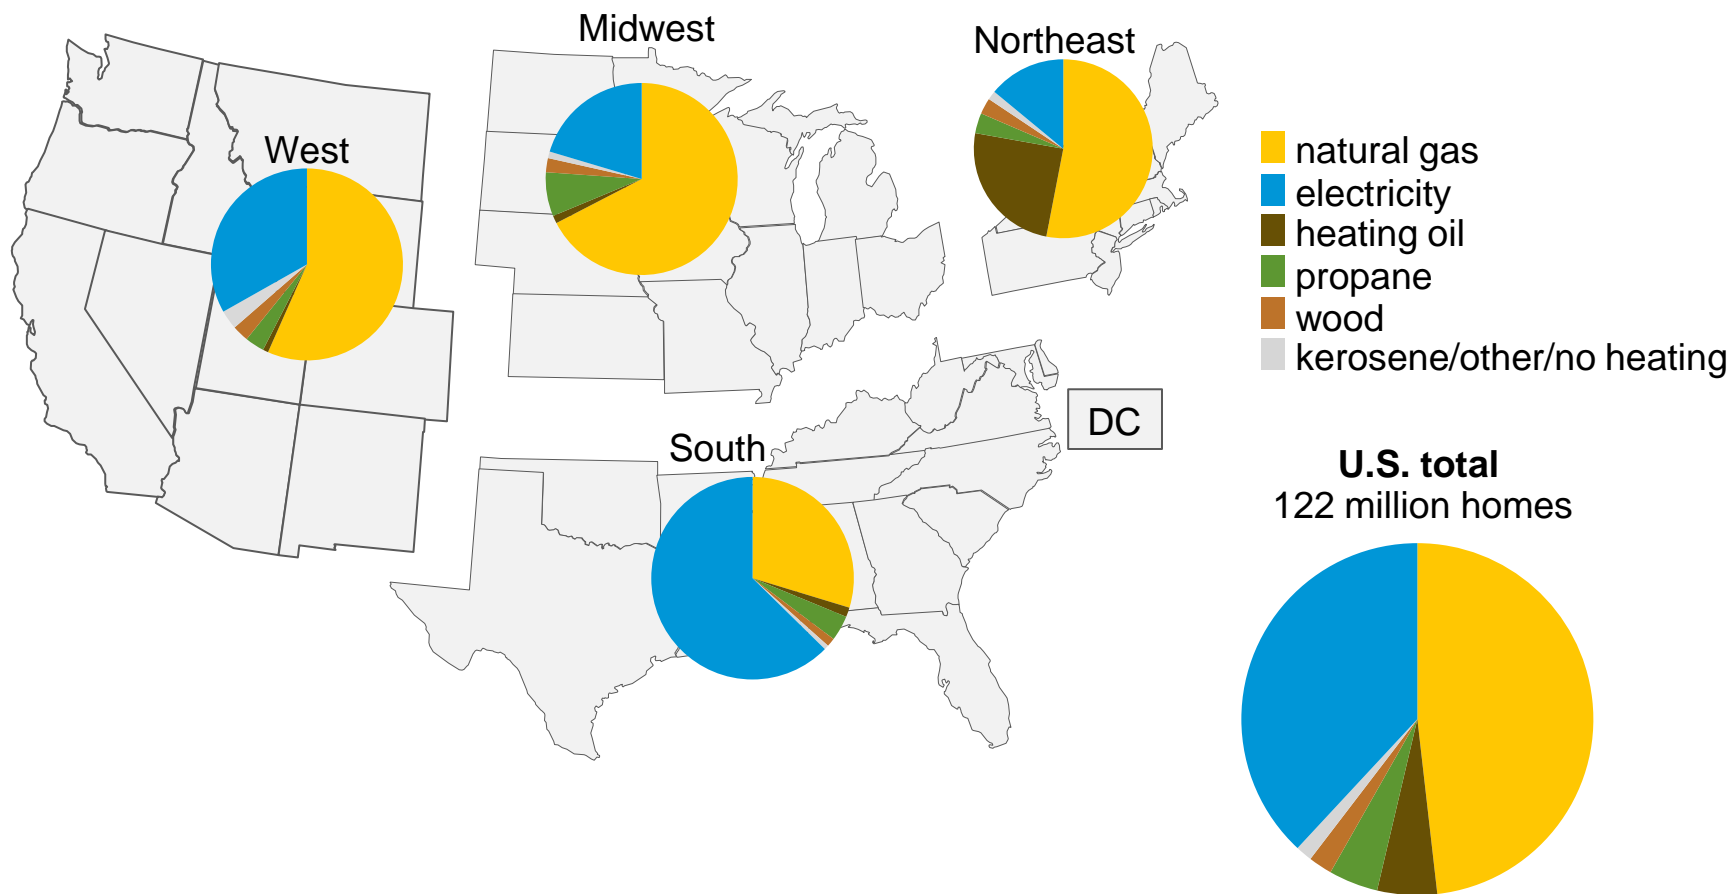 Midwest
Northeast
West
natural gas
electricity
heating oil
propane
wood
kerosene/other/no heating
DC
South
U.S. total
122 million homes